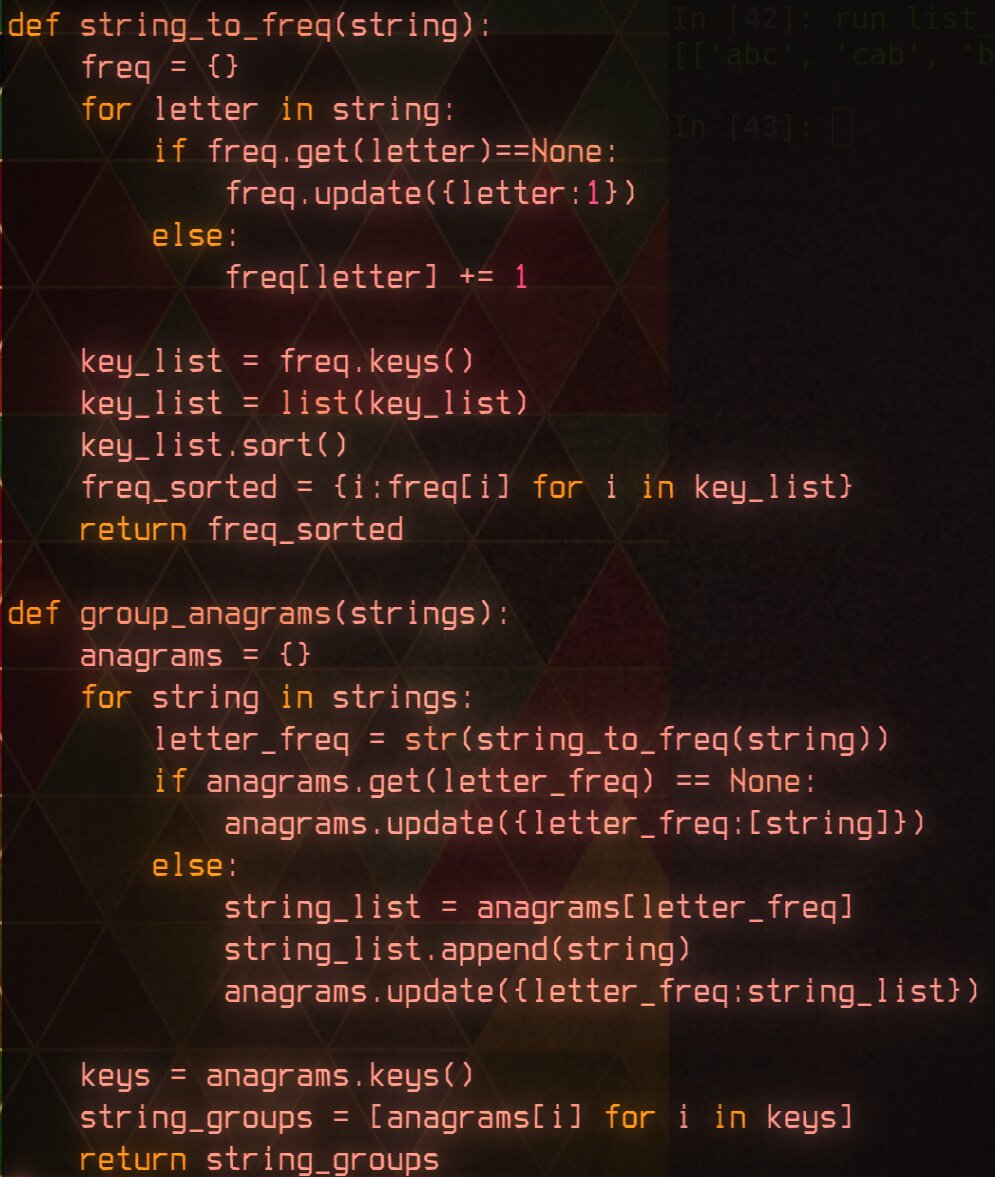 def string_to_freq(string):
    freq = {}
    for letter in string:
        if freq.get(letter)==None:
            freq.update({letter:1})
        else:
            freq[letter] += 1
    key_list = freq.keys()
    key_list = list(key_list)
    key_list.sort()
    freq_sorted = {i:freq[i] for i in key_list}
    return freq_sorted
def group_anagrams(strings):
    anagrams = {}
    for string in strings:
        letter_freq = str(string_to_freq(string))
        if anagrams.get(letter_freq) == None:
            anagrams.update({letter_freq:[string]})
        else:
            string_list = anagrams[letter_freq]
            string_list.append(string)
            anagrams.update({letter_freq:string_list})
    keys = anagrams.keys()
    string_groups = [anagrams[i] for i in keys]
    return string_groups
In [42]: run list_
[['abc', 'cab', 'b
In [43]: